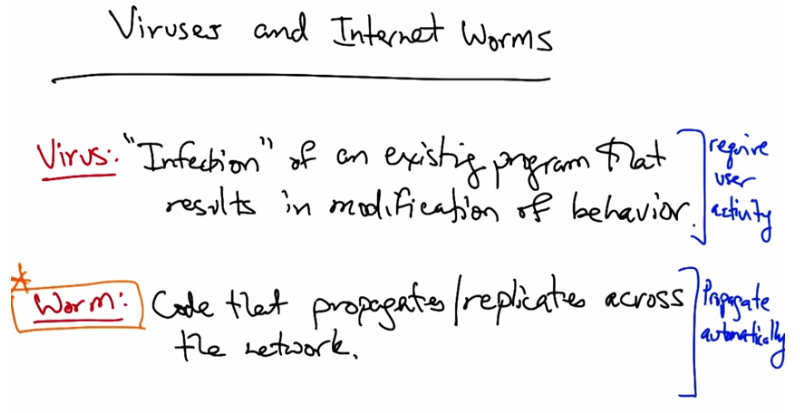 Viruses and Internet Worms
Virus: "Infection" of an existing program that
results in modification of behavior.
require
user
activity
Worm: Code that propagates/replicates across
the network.
Propagate
automatically